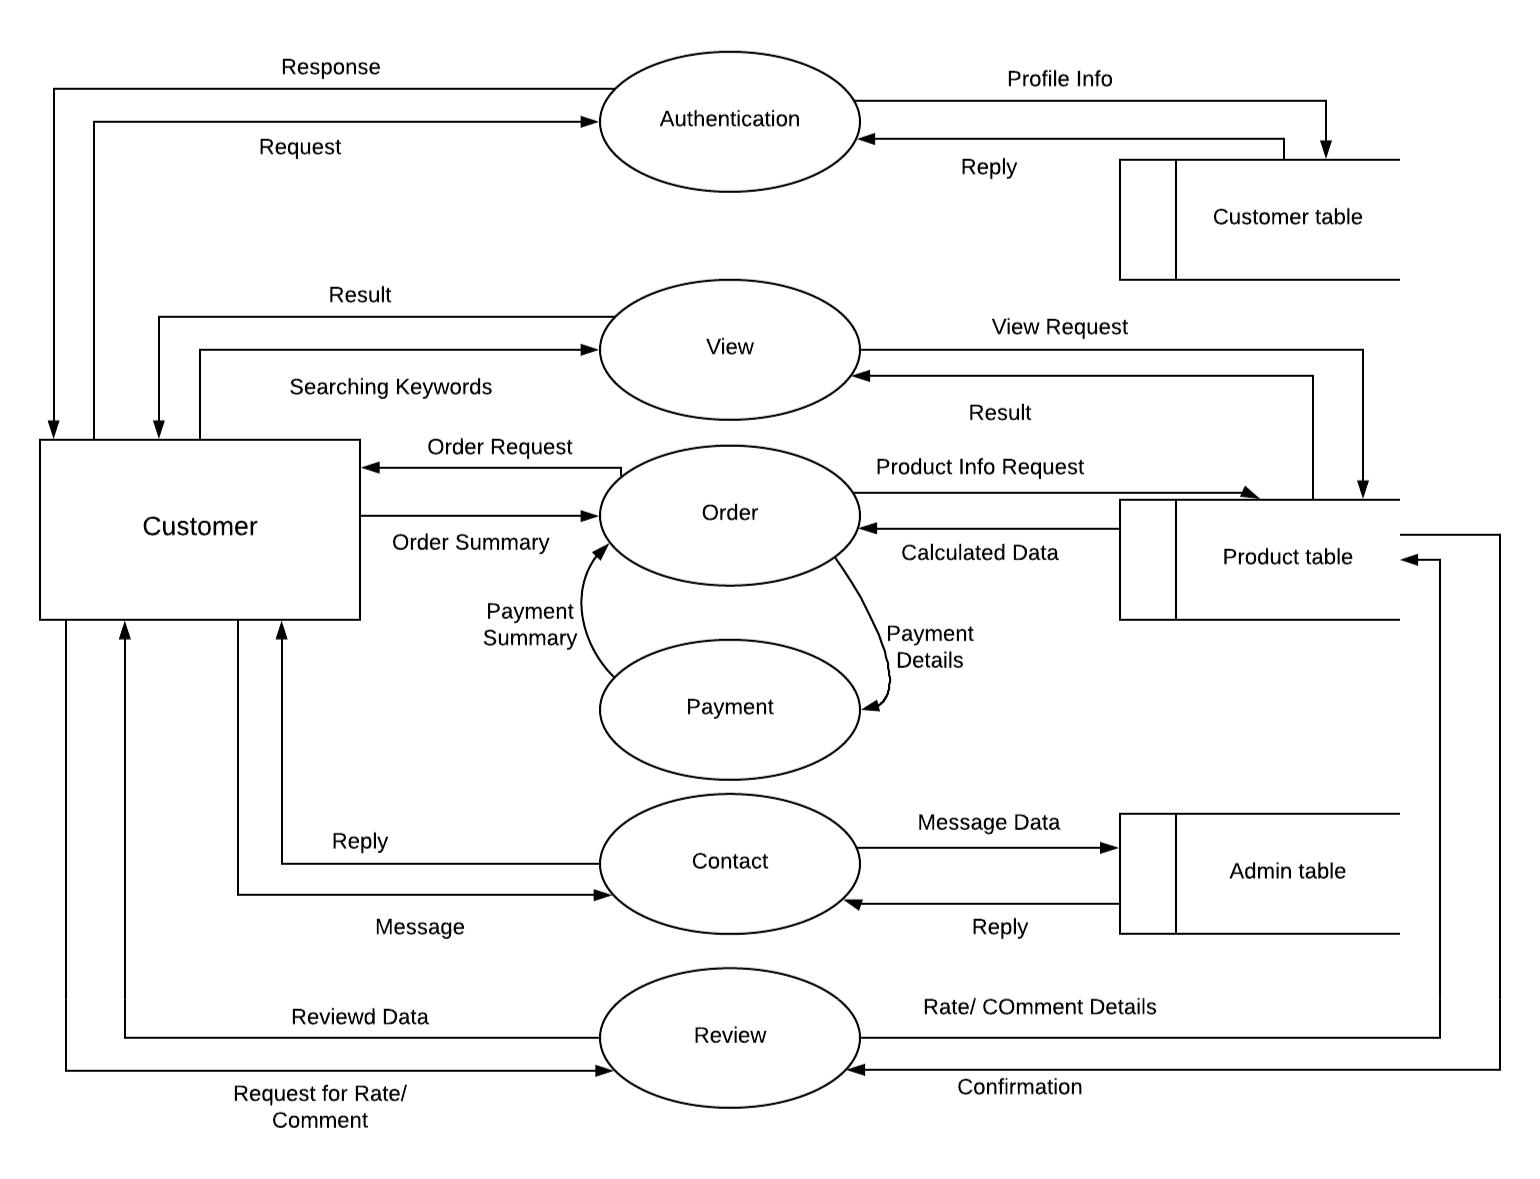 Response
Profile Info
Authentication
Request
Reply
Customer table
Result
View Request
View
Searching Keywords
Result
Order Request
Product Info Request
Order
Customer
Order Summary
Calculated Data
Product table
Payment
Summary
Payment
Details
Payment
Message Data
Reply
Contact
Admin table
Message
Reply
Rate/ COmment Details
Reviewd Data
Review
Request for Rate/
Comment
Confirmation